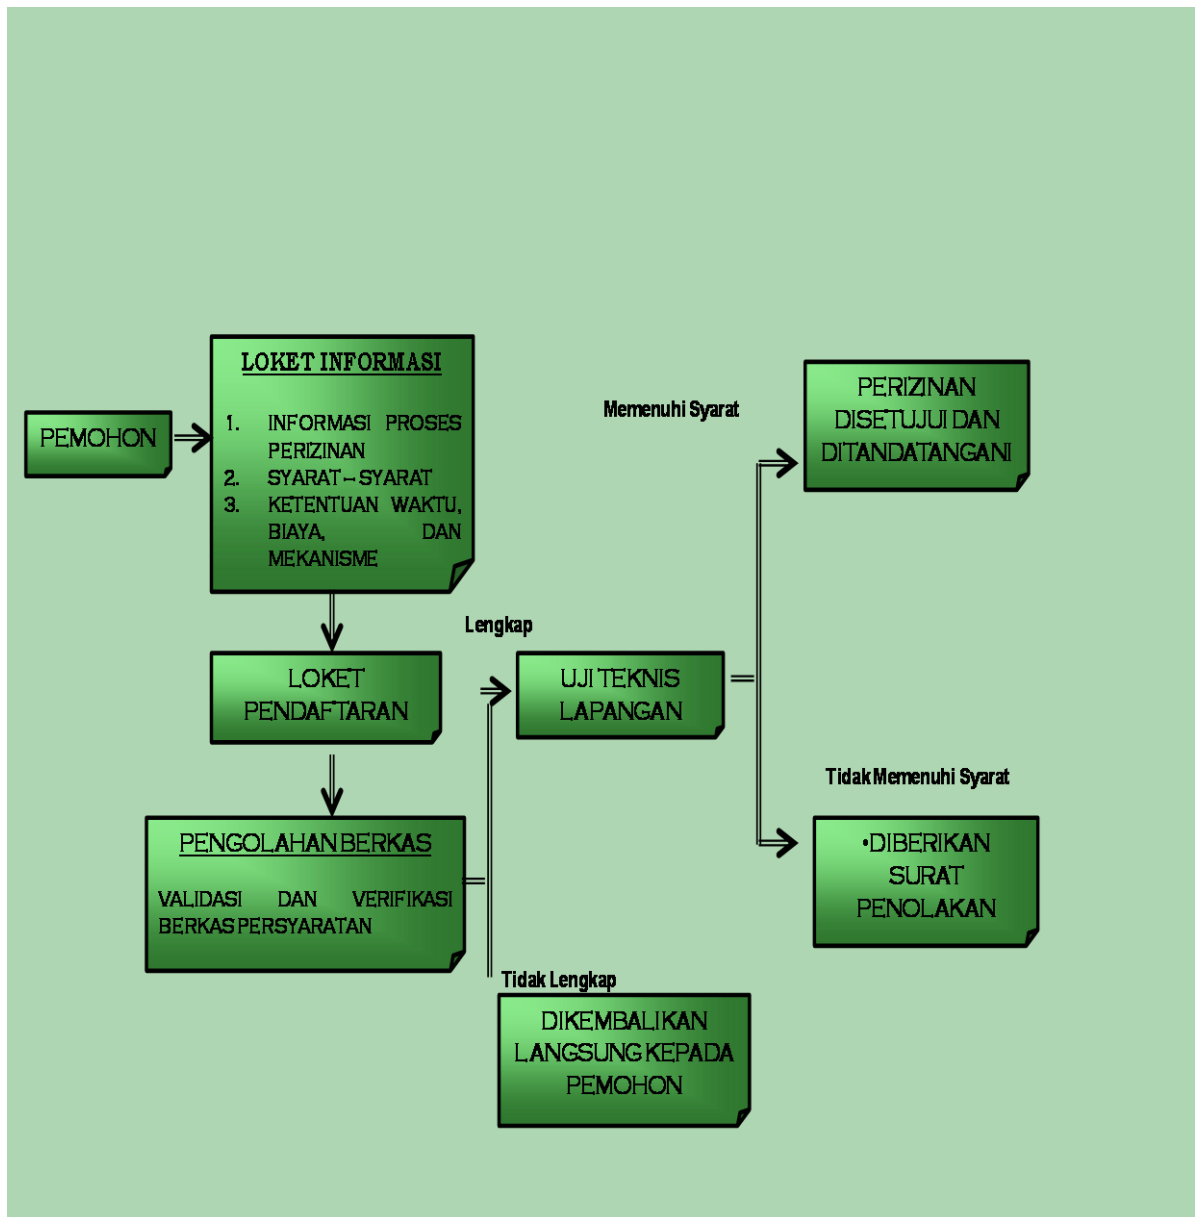 PEMOHON
LOKET INFORMASI
1. INFORMASI PROSES
PERIZINAN
2. SYARAT – SYARAT
3. KETENTUAN WAKTU,
BIAYA, DAN
MEKANISME
LOKET
PENDAFTARAN
PENGOLAHAN BERKAS
VALIDASI DAN VERIFIKASI
BERKAS PERSYARATAN
Lengkap
UJI TEKNIS
LAPANGAN
Tidak Lengkap
DIKEMBALIKAN
LANGSUNG KEPADA
PEMOHON
Memenuhi Syarat
PERIZINAN
DISETUJUI DAN
DITANDATANGANI
Tidak Memenuhi Syarat
•DIBERIKAN
SURAT
PENOLAKAN